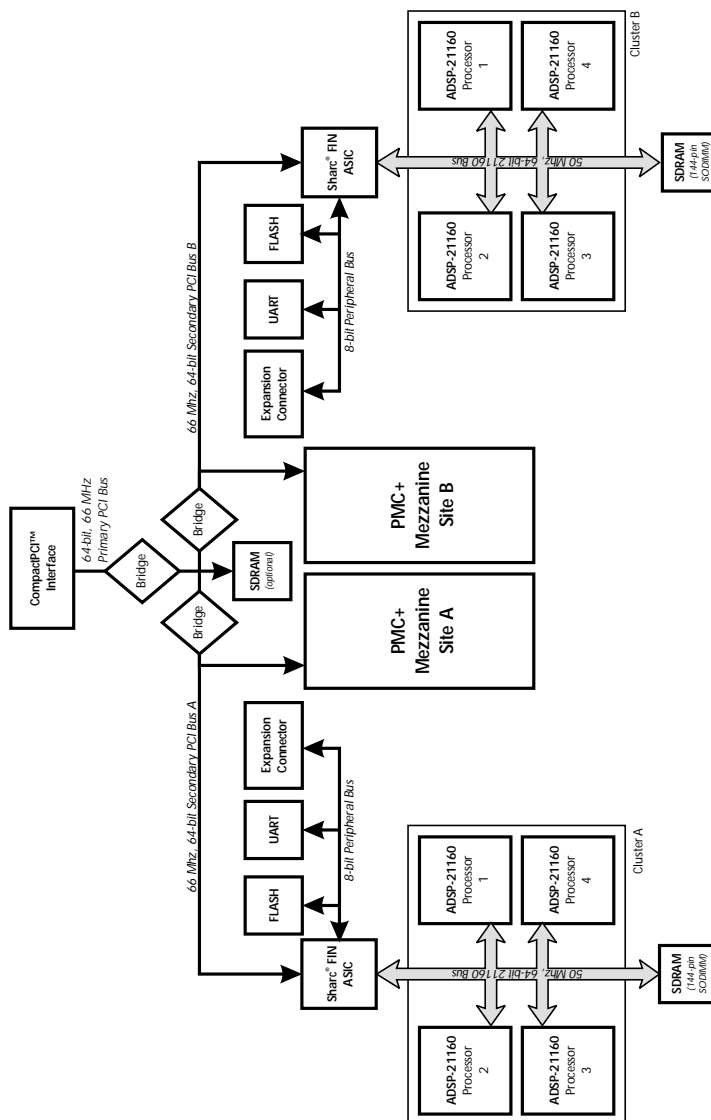 CompactPCI™
Interface
64-bit, 66 MHz
Primary PCI Bus
Bridge
Bridge
Bridge
SDRAM
(optional)
66 Mhz, 64-bit Secondary PCI Bus A
66 Mhz, 64-bit Secondary PCI Bus B
Sharc® FIN
ASIC
FLASH
UART
Expansion
Connector
8-bit Peripheral Bus
PMC+
Mezzanine
Site A
PMC+
Mezzanine
Site B
Expansion
Connector
UART
FLASH
8-bit Peripheral Bus
Sharc® FIN
ASIC
ADSP-21160
Processor
2
ADSP-21160
Processor
1
ADSP-21160
Processor
3
ADSP-21160
Processor
4
50 Mhz, 64-bit 21160 Bus
Cluster A
SDRAM
(144-pin
SODIMM)
ADSP-21160
Processor
2
ADSP-21160
Processor
1
ADSP-21160
Processor
3
ADSP-21160
Processor
4
50 Mhz, 64-bit 21160 Bus
Cluster B
SDRAM
(144-pin
SODIMM)